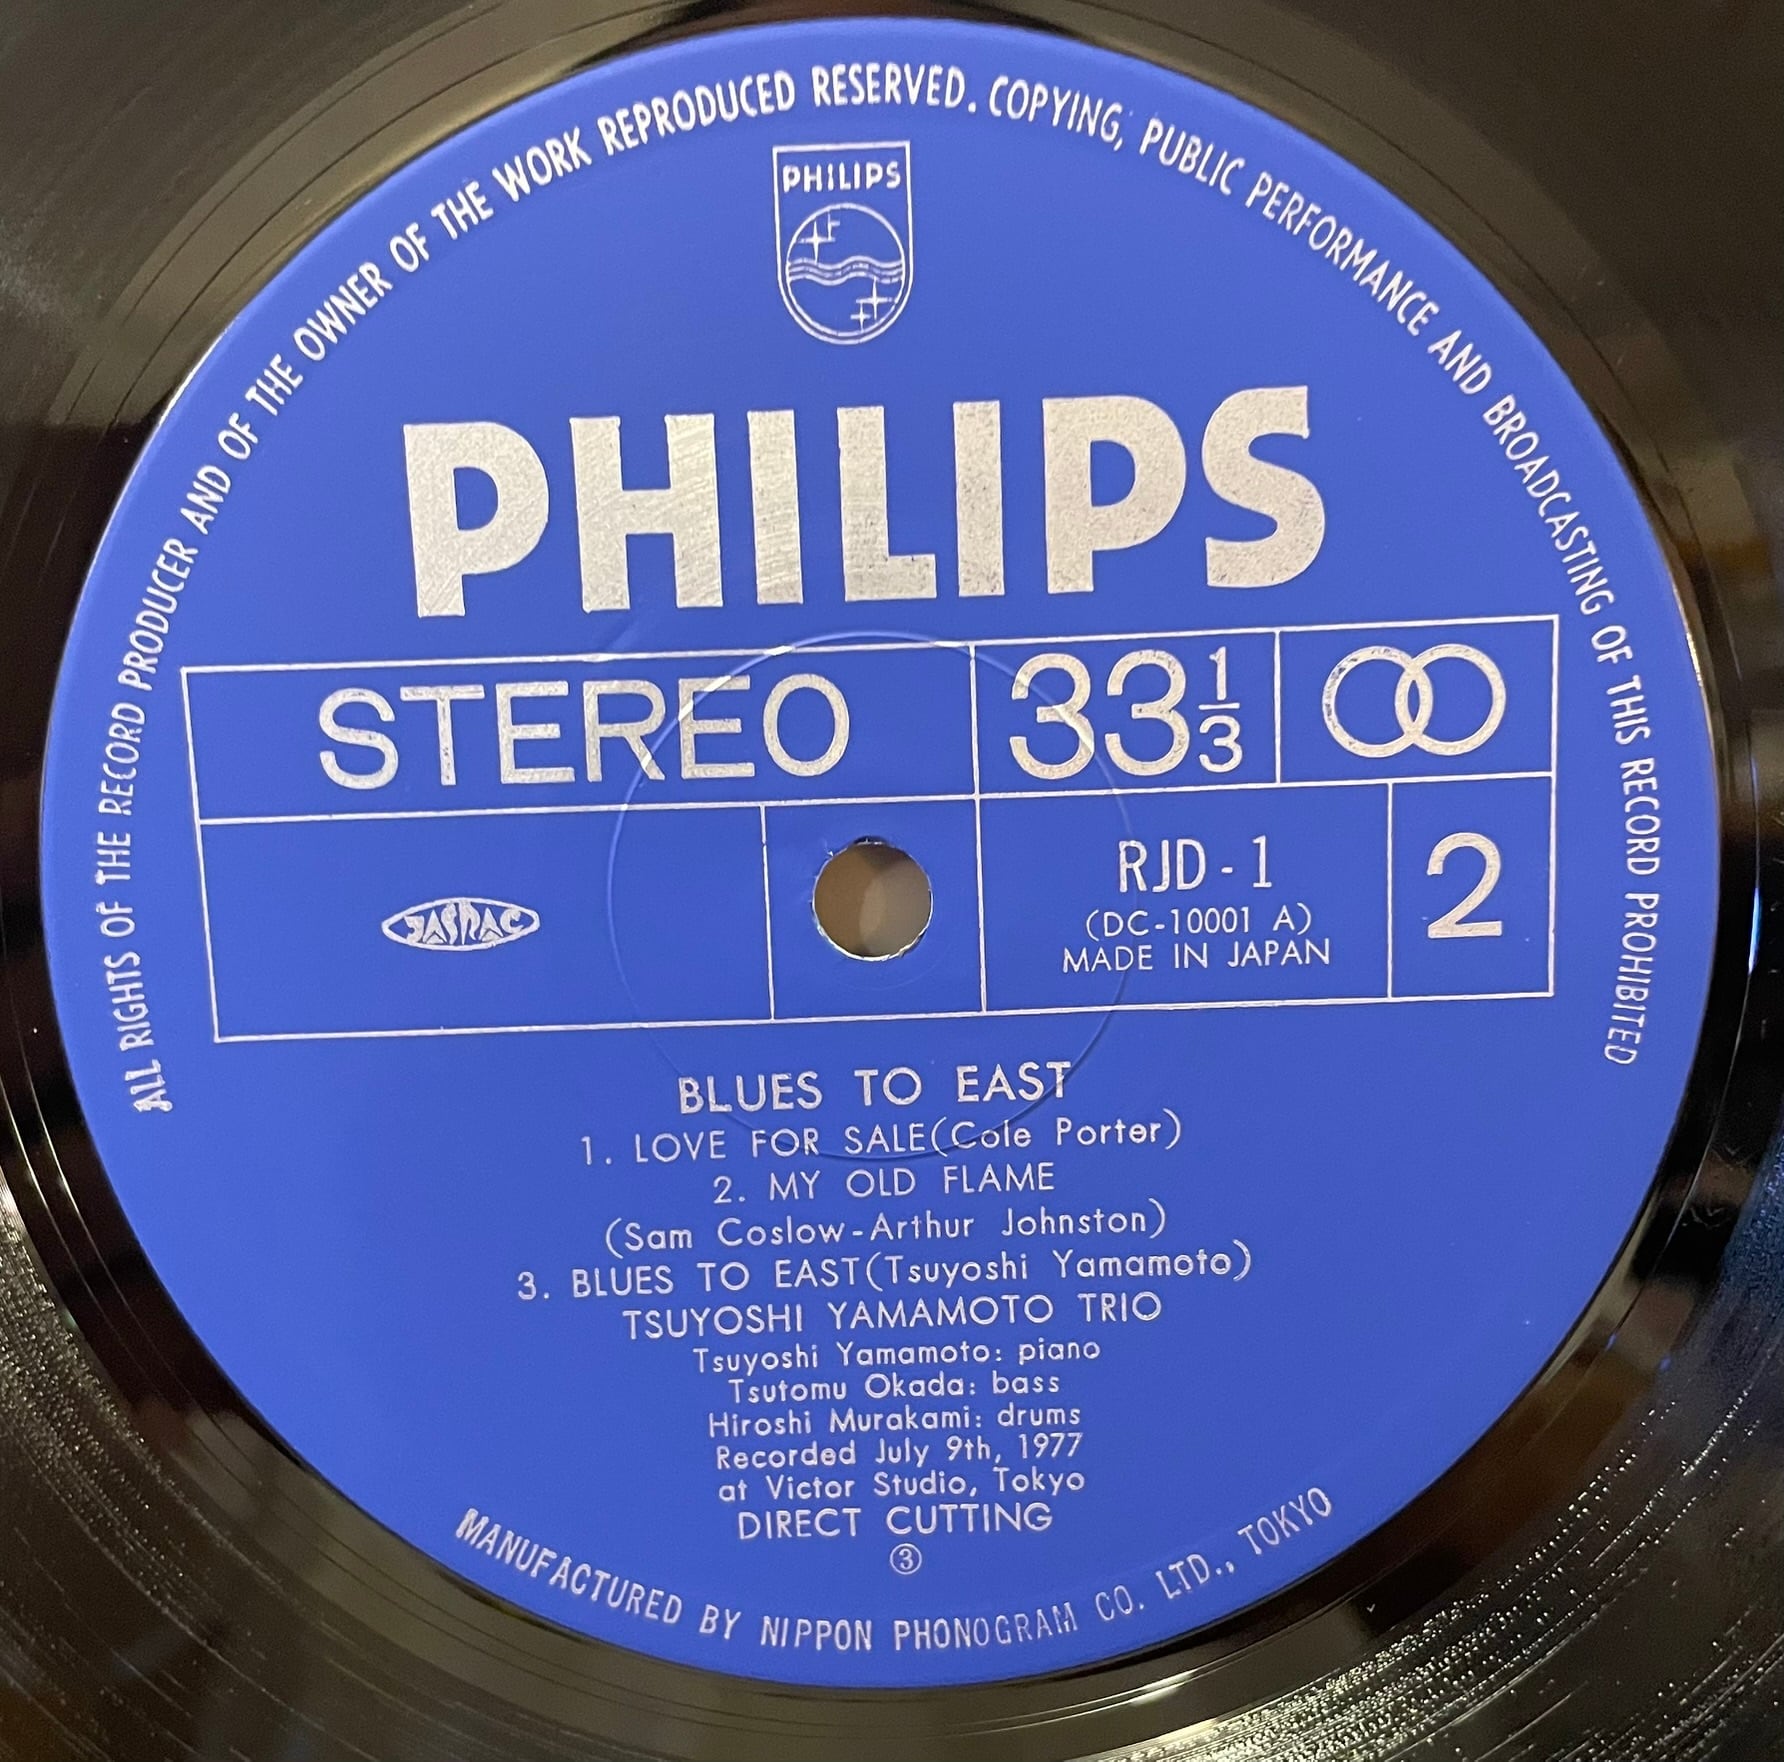 ALL RIGHTS OF THE RECORD PRODUCER AND OF THE OWNER OF THE WORK REPRODUCED RESERVED. COPYING, PUBLIC PERFORMANCE AND BROADCASTING OF THIS RECORD PROHIBITED
PHILIPS
PHILIPS
STEREO 33 1/3
JASRAC
RJD-1
(DC-10001 A)
MADE IN JAPAN
2
BLUES TO EAST
1. LOVE FOR SALE(Cole Porter)
2. MY OLD FLAME
(Sam Coslow-Arthur Johnston)
3. BLUES TO EAST(Tsuyoshi Yamamoto)
TSUYOSHI YAMAMOTO TRIO
Tsuyoshi Yamamoto: piano
Tsutomu Okada: bass
Hiroshi Murakami: drums
Recorded July 9th, 1977
at Victor Studio, Tokyo
DIRECT CUTTING
③
MANUFACTURED BY NIPPON PHONOGRAM CO. LTD., TOKYO